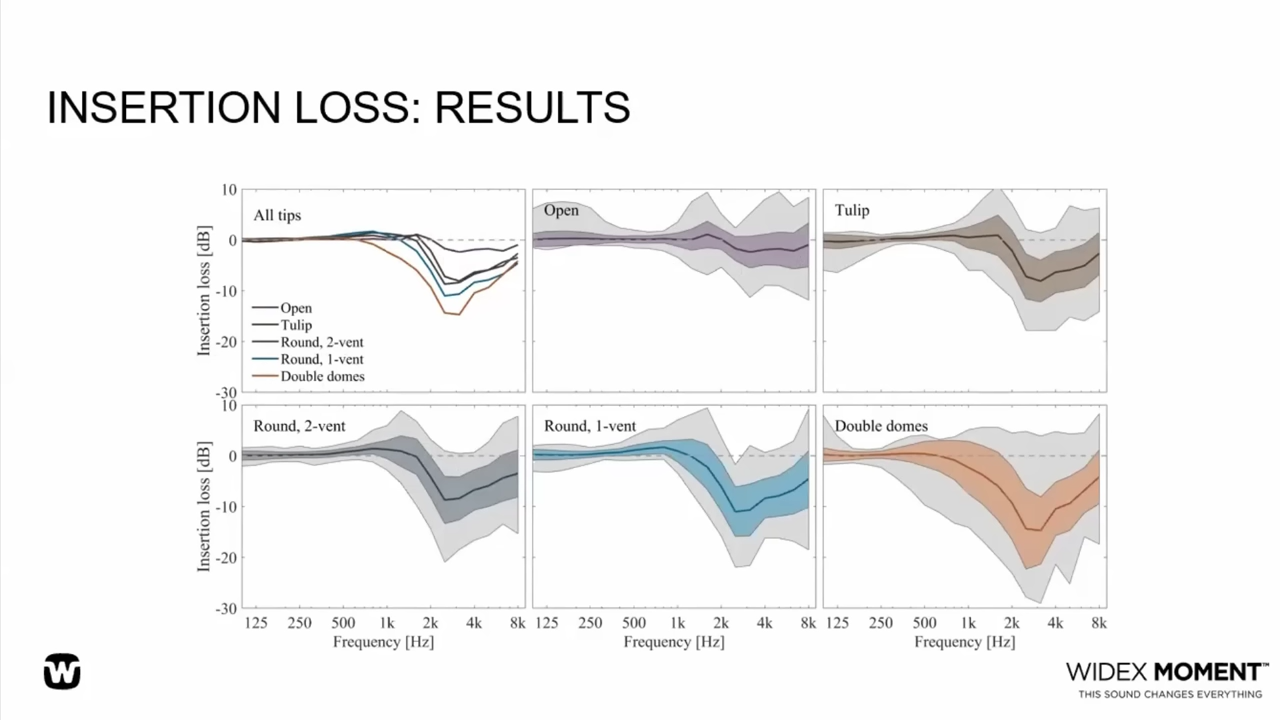 INSERTION LOSS: RESULTS
10
0
-10
-20
-30
Insertion loss [dB]
All tips
Open
Tulip
Round, 2-vent
Round, 1-vent
Double domes
Open
Tulip
10
0
-10
-20
-30
Insertion loss [dB]
Round, 2-vent
Round, 1-vent
Double domes
125 250 500 1k 2k 4k 8k
Frequency [Hz]
125 250 500 1k 2k 4k 8k
Frequency [Hz]
125 250 500 1k 2k 4k 8k
Frequency [Hz]
W
WIDEX MOMENT™
THIS SOUND CHANGES EVERYTHING